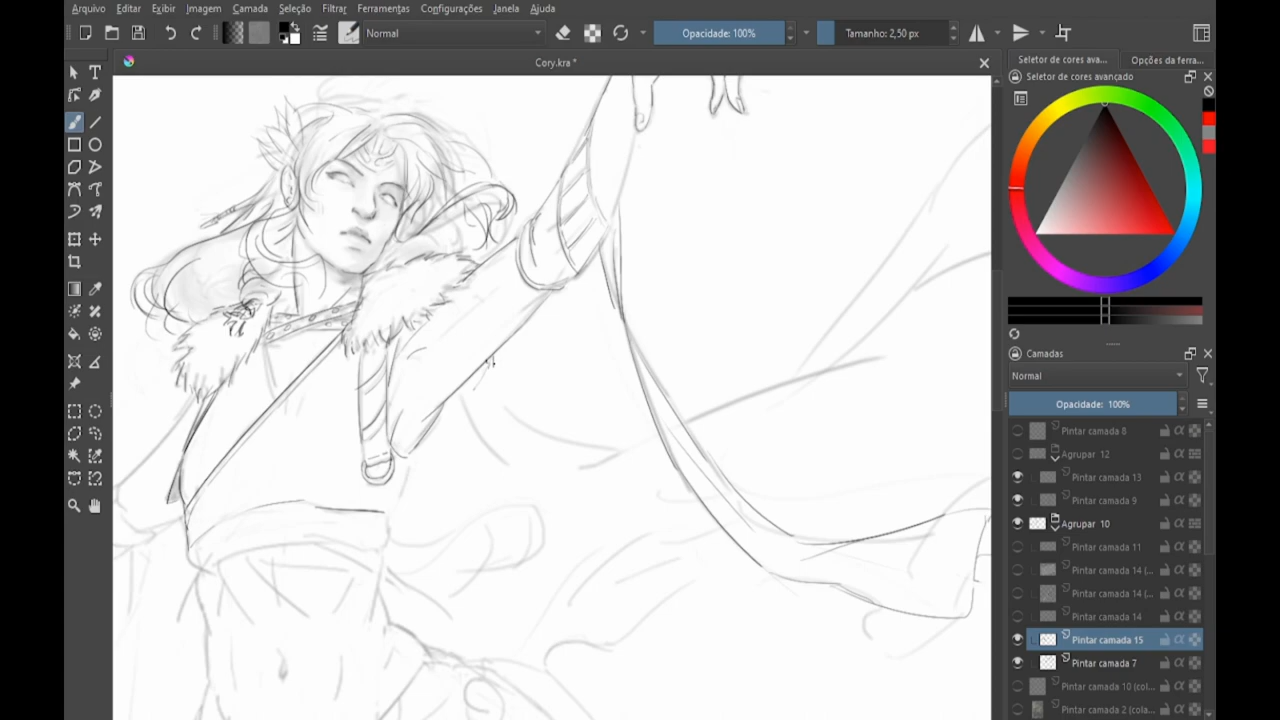 Arquivo Editar Exibir Imagem Camada Seleção Filtrar Ferramentas Configurações Janela Ajuda
Normal Opacidade: 100% Tamanho: 2,50 px
Cory.kra *
Seletor de cores ava... Opções da ferra...
Seletor de cores avançado
Camadas
Normal
Opacidade: 100%
Pintar camada 8
Agrupar 12
Pintar camada 13
Pintar camada 9
Agrupar 10
Pintar camada 11
Pintar camada 14 (...
Pintar camada 14 (...
Pintar camada 14
Pintar camada 15
Pintar camada 7
Pintar camada 10 (col...
Pintar camada 2 (cola...